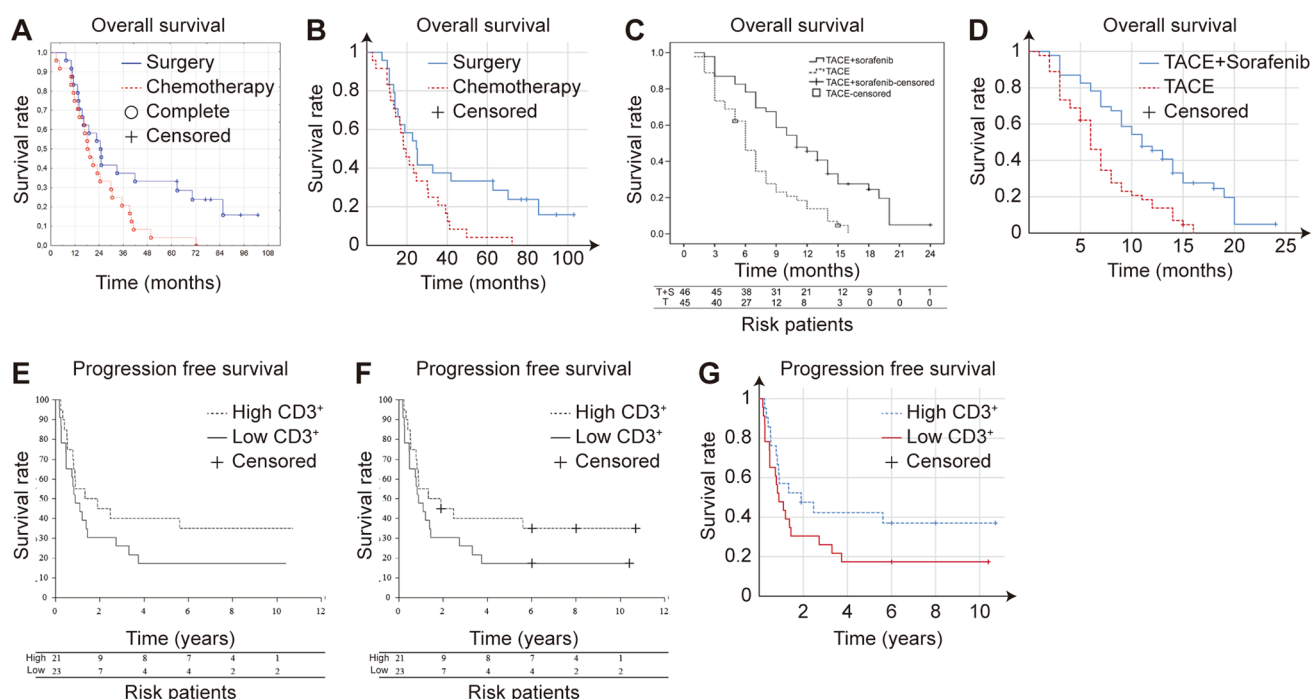 A
Overall survival
Survival rate
1,0
0,9
0,8
0,7
0,6
0,5
0,4
0,3
0,2
0,1
0,0
Surgery
Chemotherapy
Complete
Censored
0 12 24 36 48 60 72 84 96 108
Time (months)
B
Overall survival
Survival rate
1
0.8
0.6
0.4
0.2
0
Surgery
Chemotherapy
Censored
20 40 60 80 100
Time (months)
C
Overall survival
Survival rate
1.0
0.8
0.6
0.4
0.2
0.0
TACE+sorafenib
TACE
TACE+sorafenib-censored
TACE-censored
0 3 6 9 12 15 18 21 24
Time (months)
T+S 46 45 38 31 21 12 9 1 1
T 45 40 27 12 8 3 0 0 0
Risk patients
D
Overall survival
Survival rate
1
0.8
0.6
0.4
0.2
0
TACE+Sorafenib
TACE
Censored
5 10 15 20 25
Time (months)
E
Progression free survival
Survival rate
100
90
80
70
60
50
40
30
20
10
0
High CD3+
Low CD3+
Censored
0 2 4 6 8 10 12
Time (years)
High 21 9 8 7 4 1
Low 23 7 4 4 2 2
Risk patients
F
Progression free survival
Survival rate
100
90
80
70
60
50
40
30
20
10
0
High CD3+
Low CD3+
Censored
0 2 4 6 8 10 12
Time (years)
High 21 9 8 7 4 1
Low 23 7 4 4 2 2
Risk patients
G
Progression free survival
Survival rate
1
0.8
0.6
0.4
0.2
0
High CD3+
Low CD3+
Censored
2 4 6 8 10
Time (years)